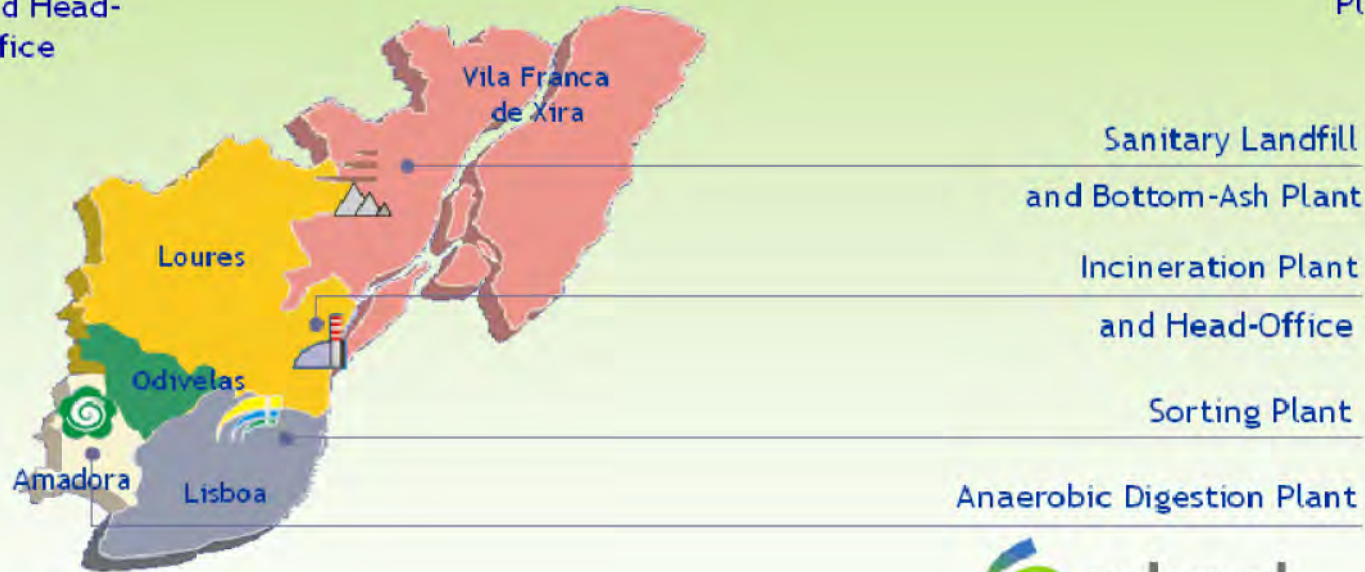 d Head-
fice
Pl
Vila Franca
de Xira
Sanitary Landfill
and Bottom-Ash Plant
Loures
Incineration Plant
and Head-Office
Odivelas
Sorting Plant
Amadora
Lisboa
Anaerobic Digestion Plant